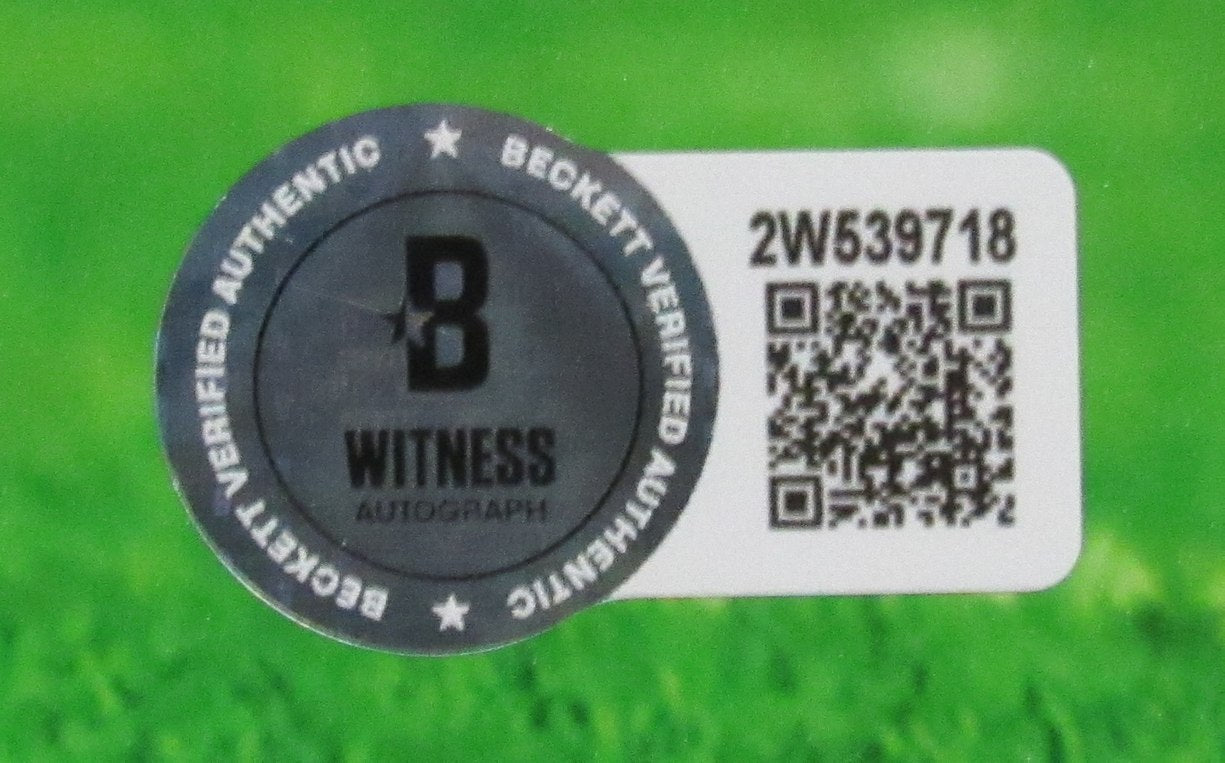 BECKETT VERIFIED AUTHENTIC
BECKETT VERIFIED AUTHENTIC
B
WITNESS
AUTOGRAPH
2W539718